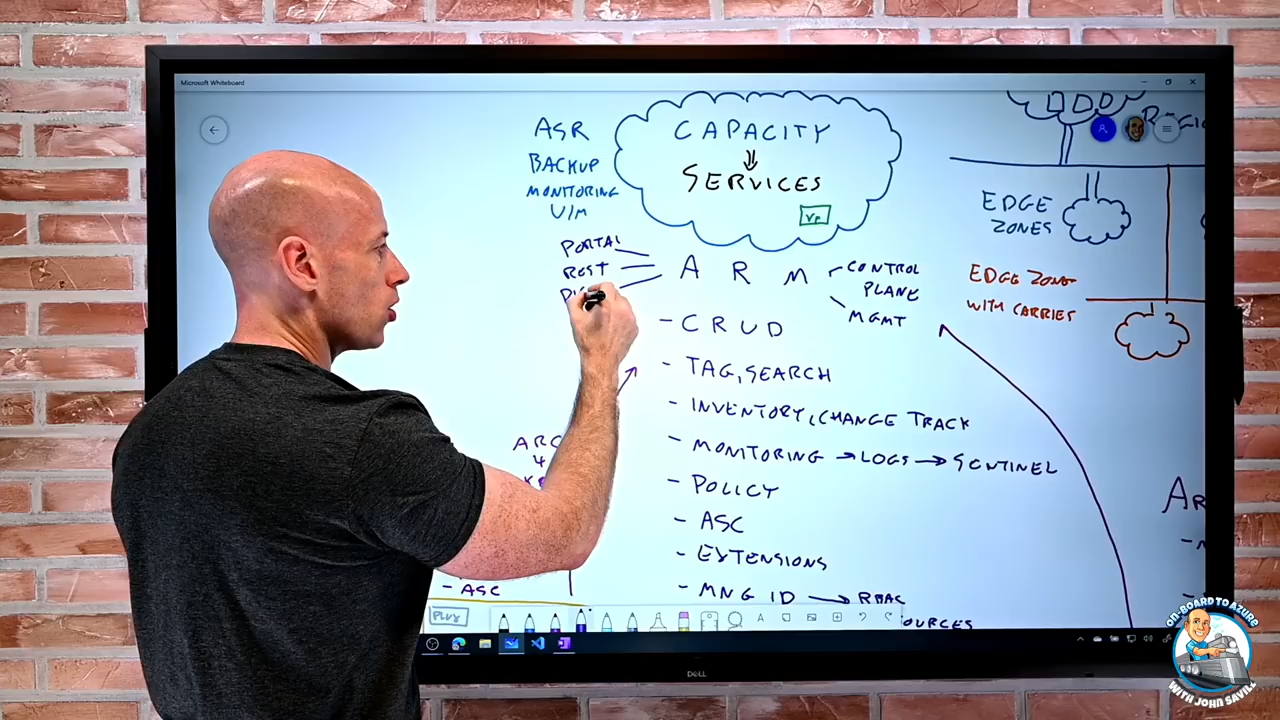 Microsoft Whiteboard
ASR
BACKUP
MONITORING
U/M
CAPACITY
SERVICES
PORTAL
REST
ARM
CONTROL
PLANE
MGMT
- CRUD
- TAG, SEARCH
- INVENTORY, CHANGE TRACK
- MONITORING → LOGS → SENTINEL
- POLICY
- ASC
- EXTENSIONS
- MNG ID → RBAC
EDGE
ZONES
EDGE ZONE
WITH CARRIES
ARC
- ASC
DELL
ON-BOARD TO AZURE
WITH JOHN SAVILL